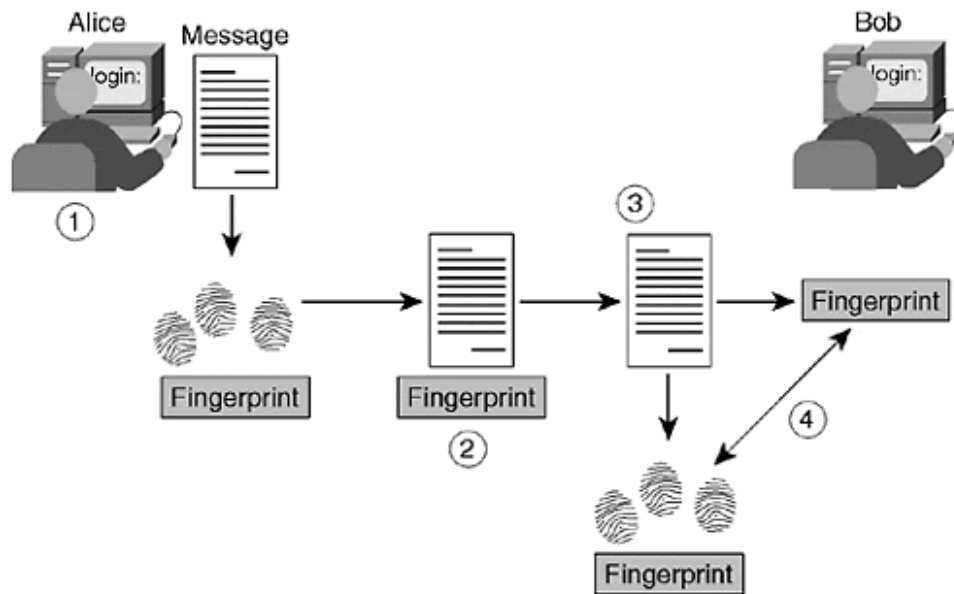 Alice
Bob
Message
login:
login:
1
3
Fingerprint
Fingerprint
Fingerprint
4
2
Fingerprint